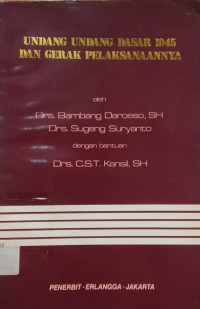 UNDANG UNDANG DASAR 1945
DAN GERAK PELAKSANAANNYA
oleh
Drs. Bambang Daroeso, SH
Drs. Sugeng Suryanto
dengan bantuan
Drs. C.S.T. Kansil, SH
PENERBIT - ERLANGGA - JAKARTA